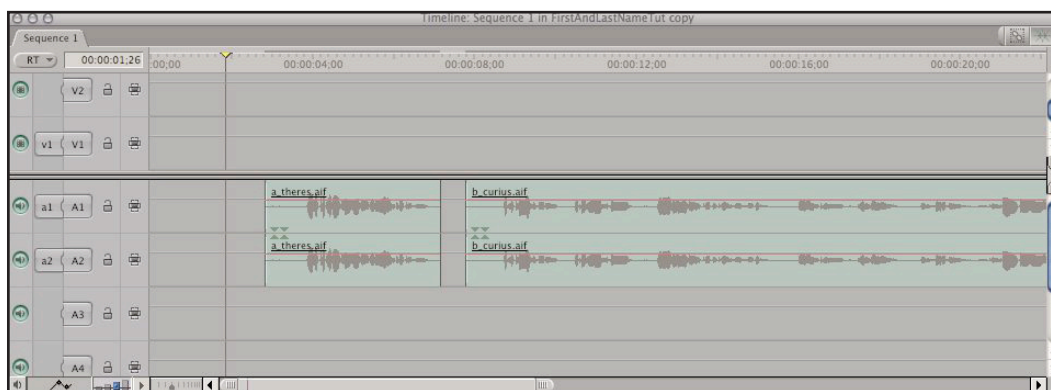 Timeline: Sequence 1 in FirstAndLastNameTut copy
Sequence 1
RT 00:00:01;26 00;00 00:00:04;00 00:00:08;00 00:00:12;00 00:00:16;00 00:00:20;00
V2
v1 V1
a_theres.aif b_curius.aif
a1 A1
a_theres.aif b_curius.aif
a2 A2
A3
A4